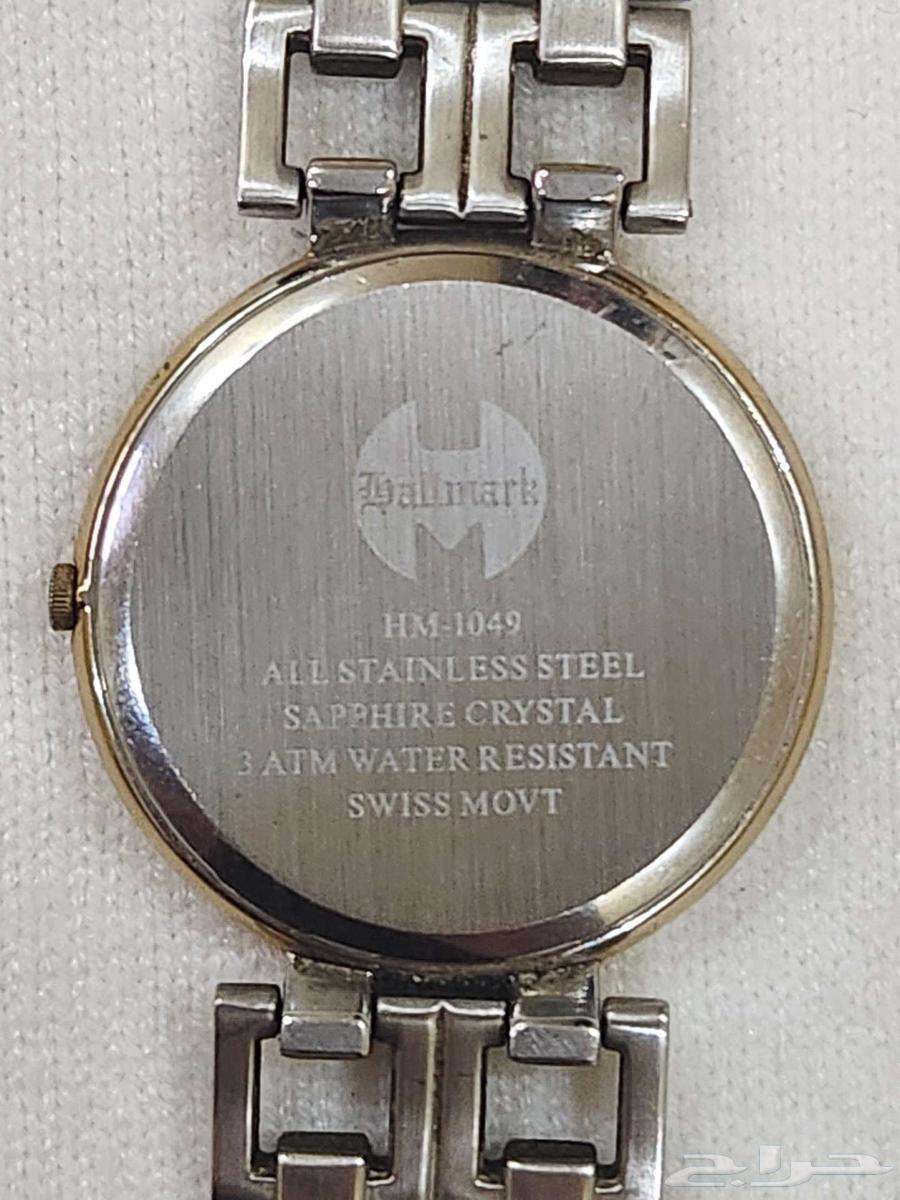 Hallmark
HM-1049
ALL STAINLESS STEEL
SAPPHIRE CRYSTAL
3 ATM WATER RESISTANT
SWISS MOVT
حراج